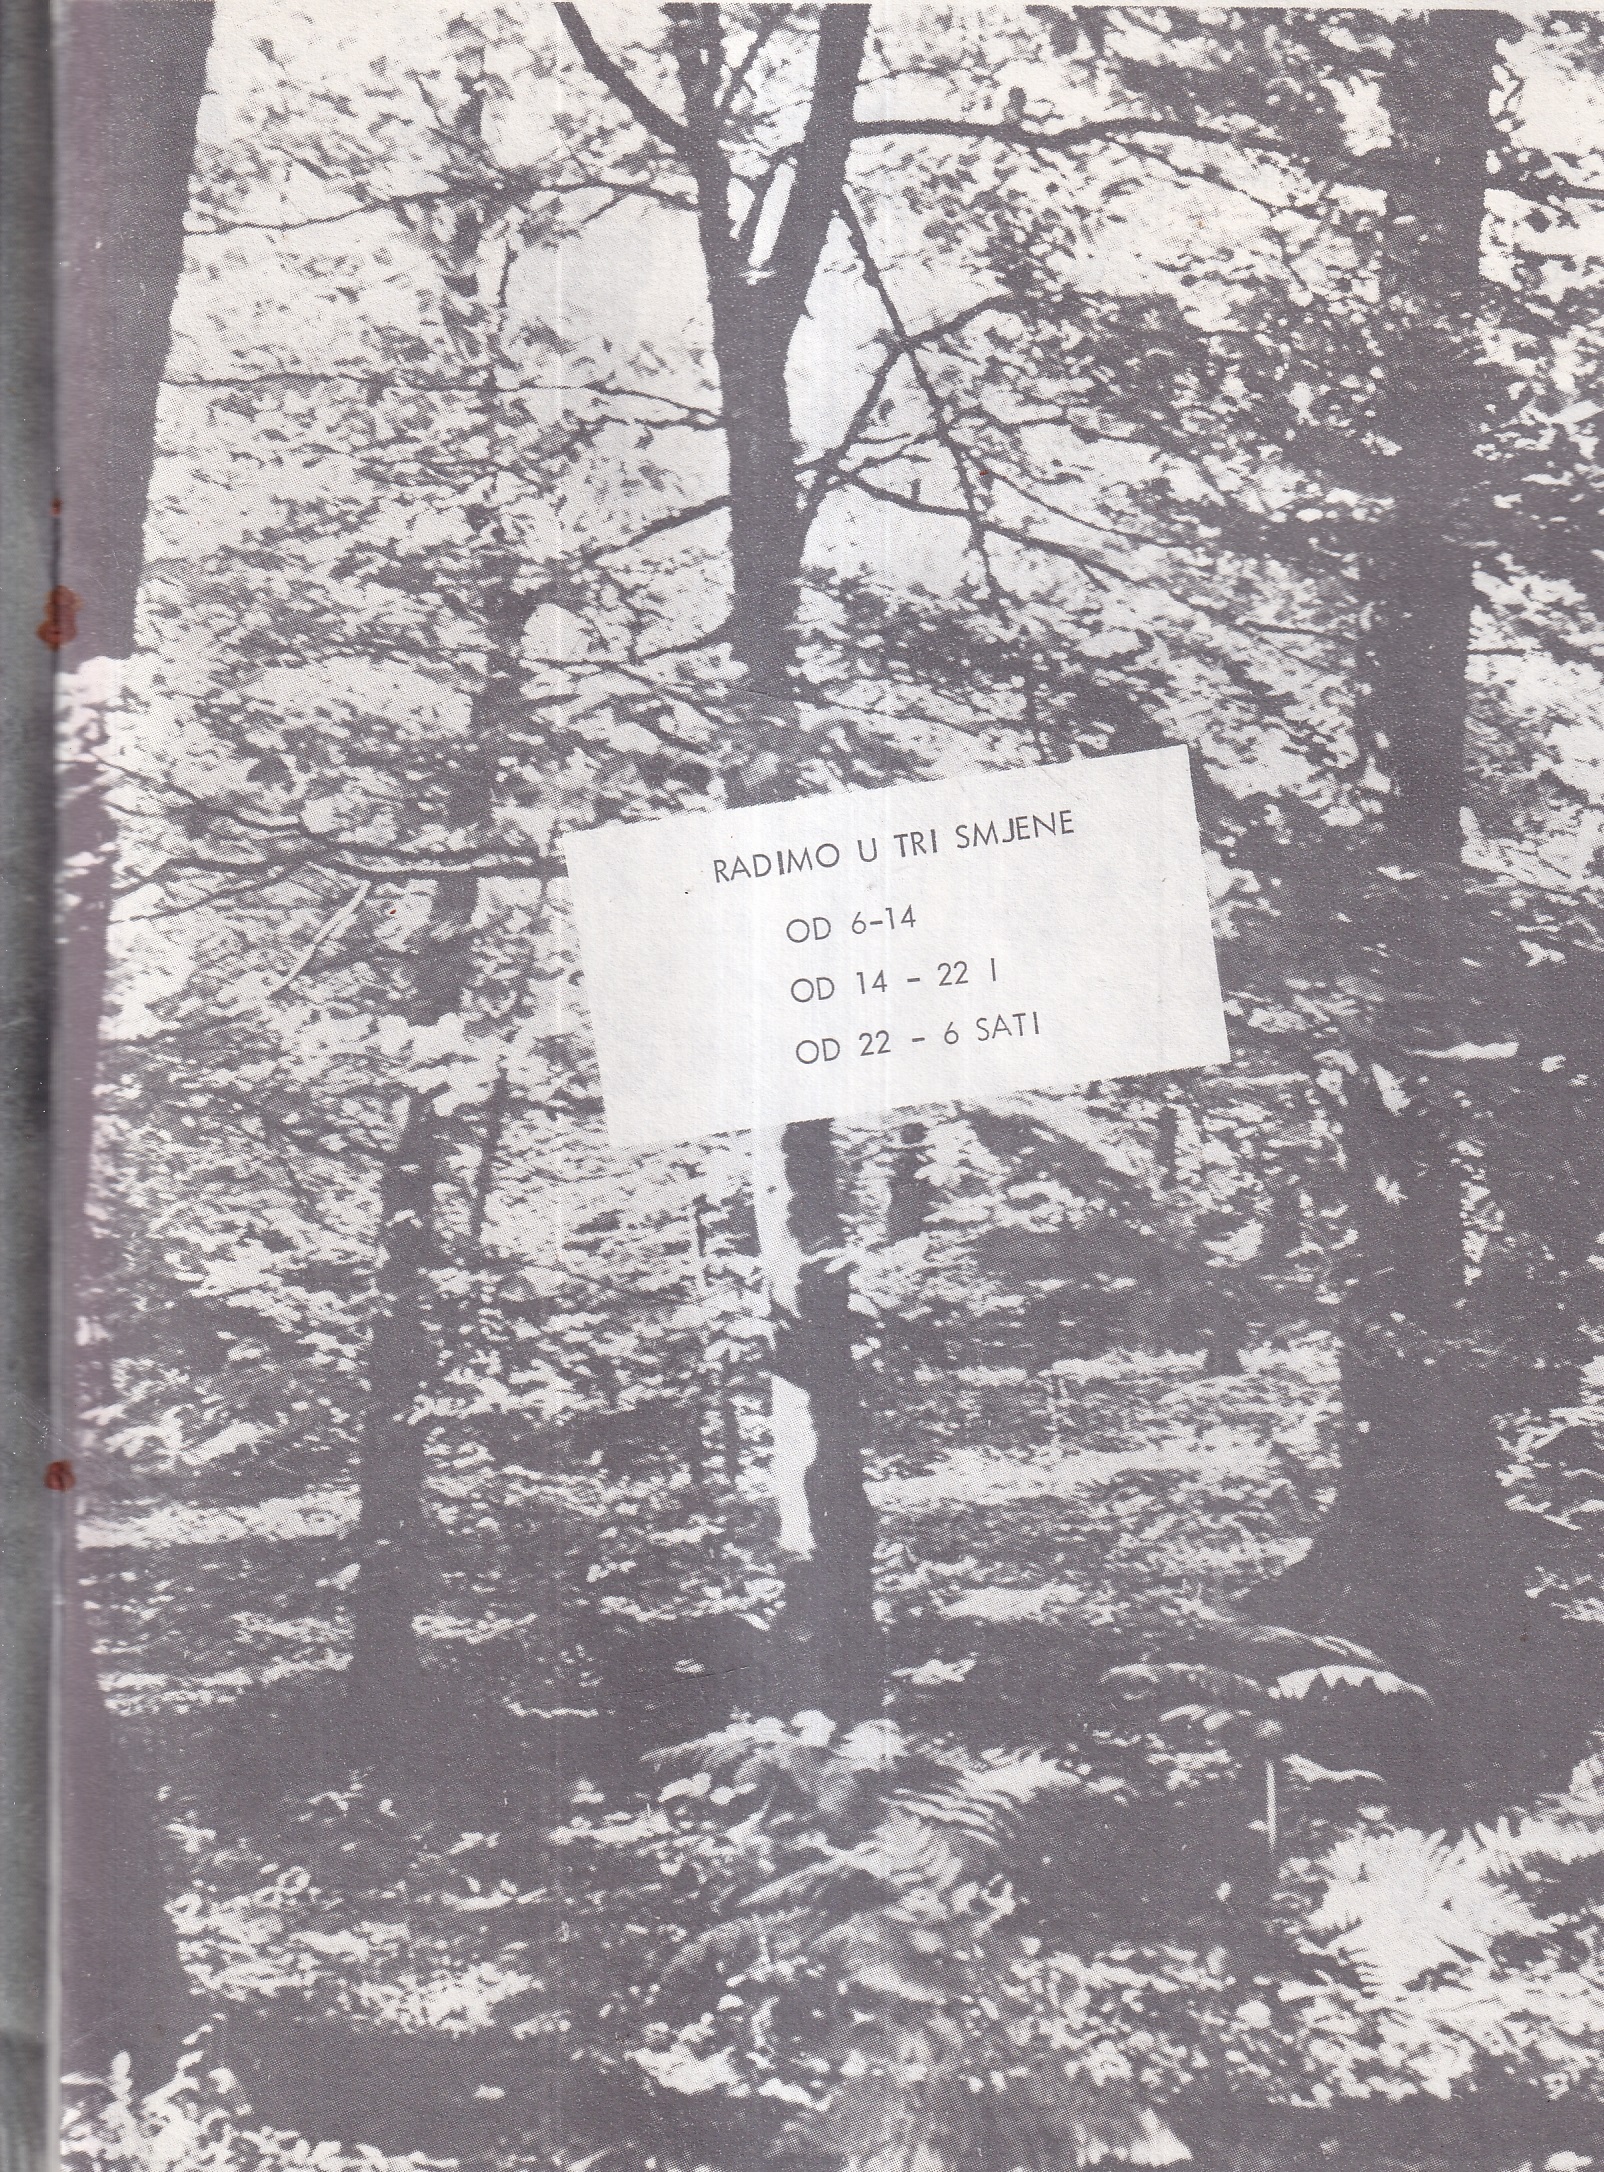 RADIMO U TRI SMJENE
OD 6-14
OD 14 - 22 I
OD 22 - 6 SATI